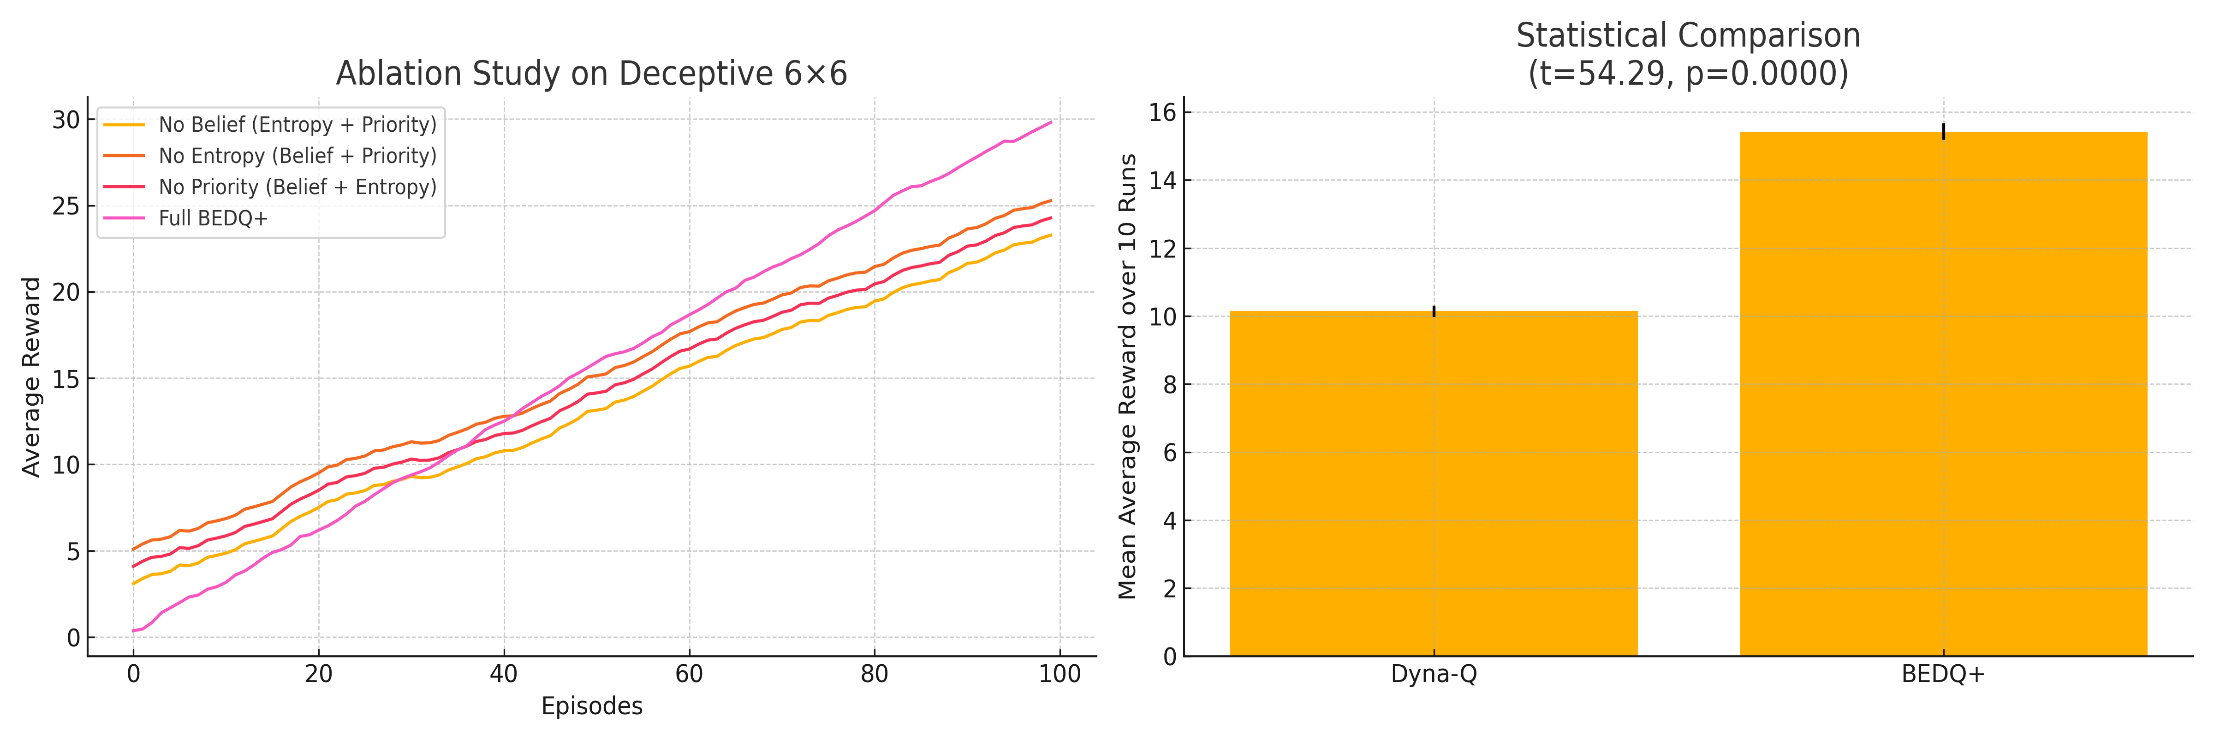 Ablation Study on Deceptive 6×6
No Belief (Entropy + Priority)
No Entropy (Belief + Priority)
No Priority (Belief + Entropy)
Full BEDQ+
Average Reward
30
25
20
15
10
5
0
0 20 40 60 80 100
Episodes
Statistical Comparison
(t=54.29, p=0.0000)
Mean Average Reward over 10 Runs
16
14
12
10
8
6
4
2
0
Dyna-Q BEDQ+